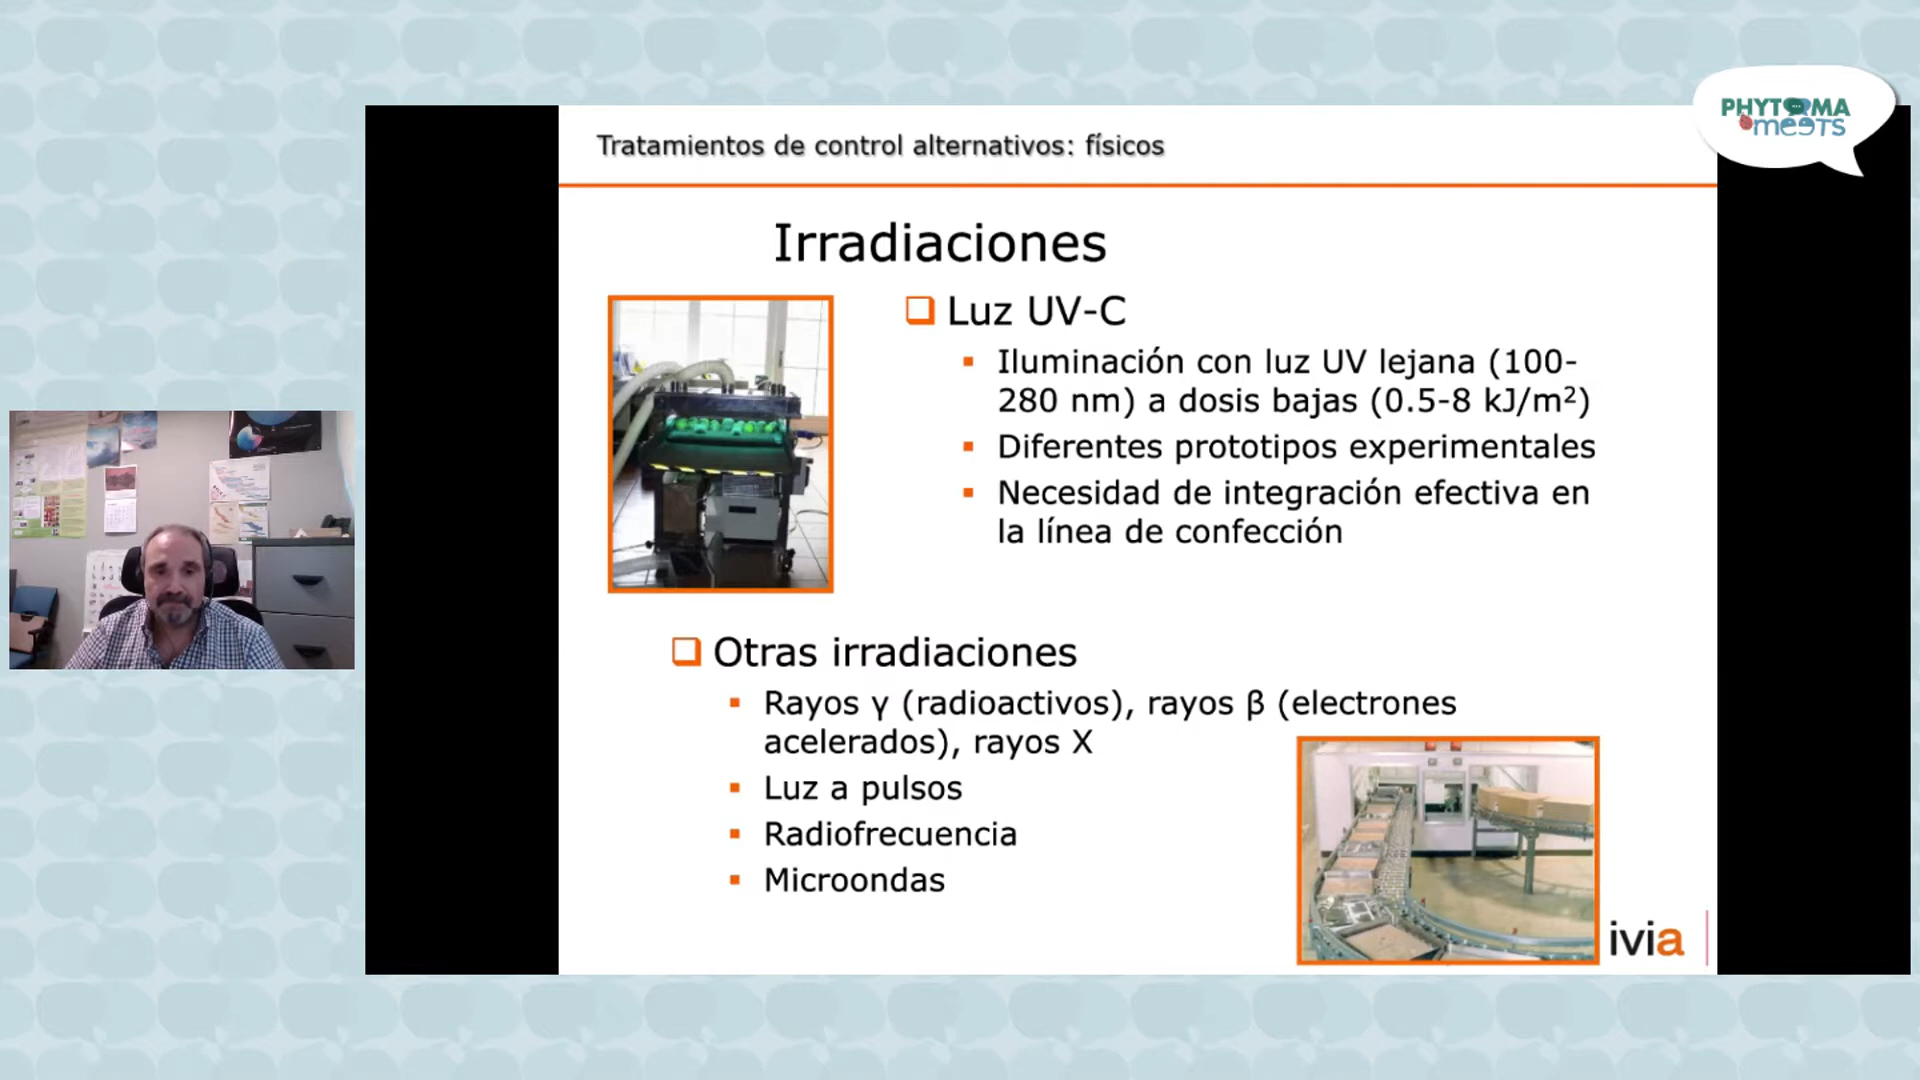 PHYTOMA
meets
Tratamientos de control alternativos: físicos
Irradiaciones
Luz UV-C
Iluminación con luz UV lejana (100-
280 nm) a dosis bajas (0.5-8 kJ/m²)
Diferentes prototipos experimentales
Necesidad de integración efectiva en
la línea de confección
Otras irradiaciones
Rayos γ (radioactivos), rayos β (electrones
acelerados), rayos X
Luz a pulsos
Radiofrecuencia
Microondas
ivia